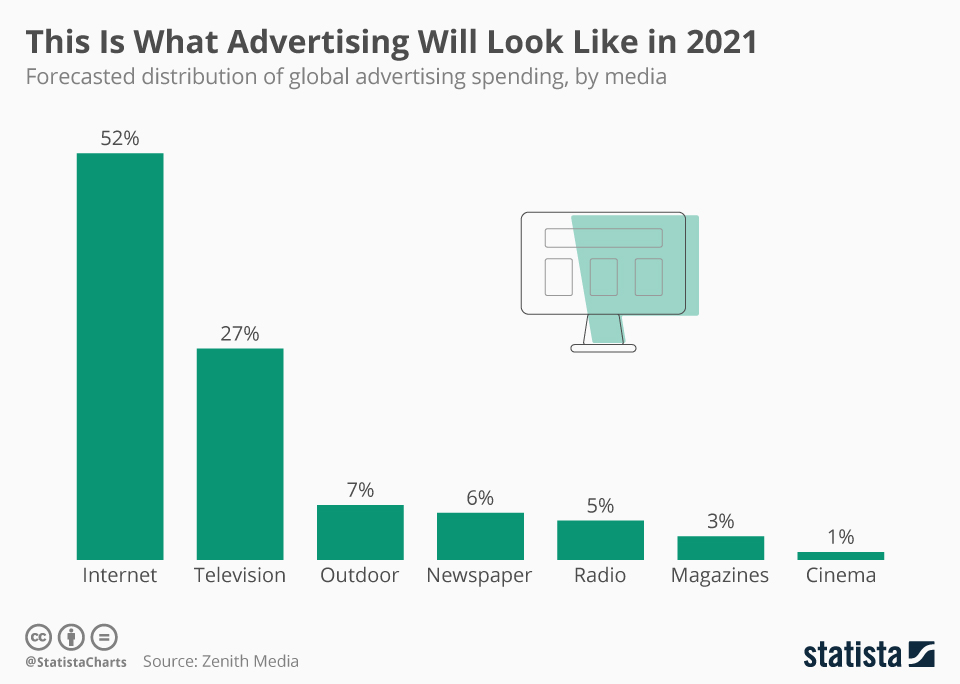 This Is What Advertising Will Look Like in 2021
Forecasted distribution of global advertising spending, by media
52%
27%
7%
6%
5%
3%
1%
Internet
Television
Outdoor
Newspaper
Radio
Magazines
Cinema
cc
@StatistaCharts
Source: Zenith Media
statista